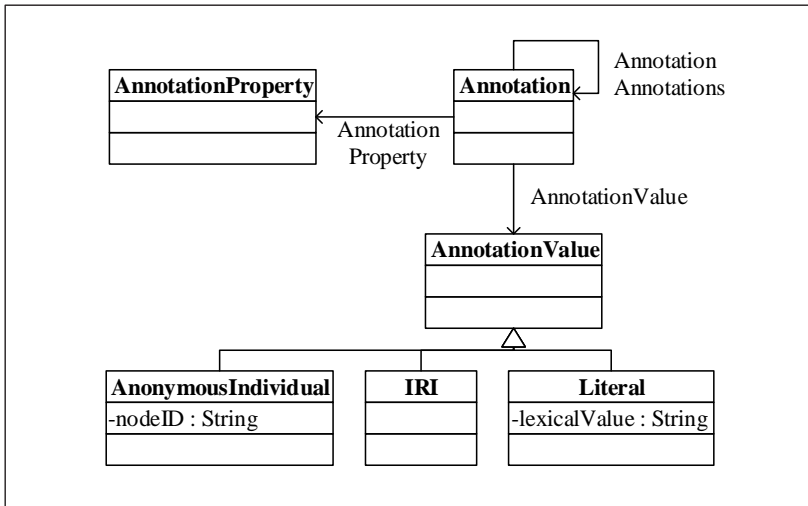 Annotation
Annotations
AnnotationProperty
Annotation
Annotation
Property
AnnotationValue
AnnotationValue
AnonymousIndividual
-nodeID : String
IRI
Literal
-lexicalValue : String